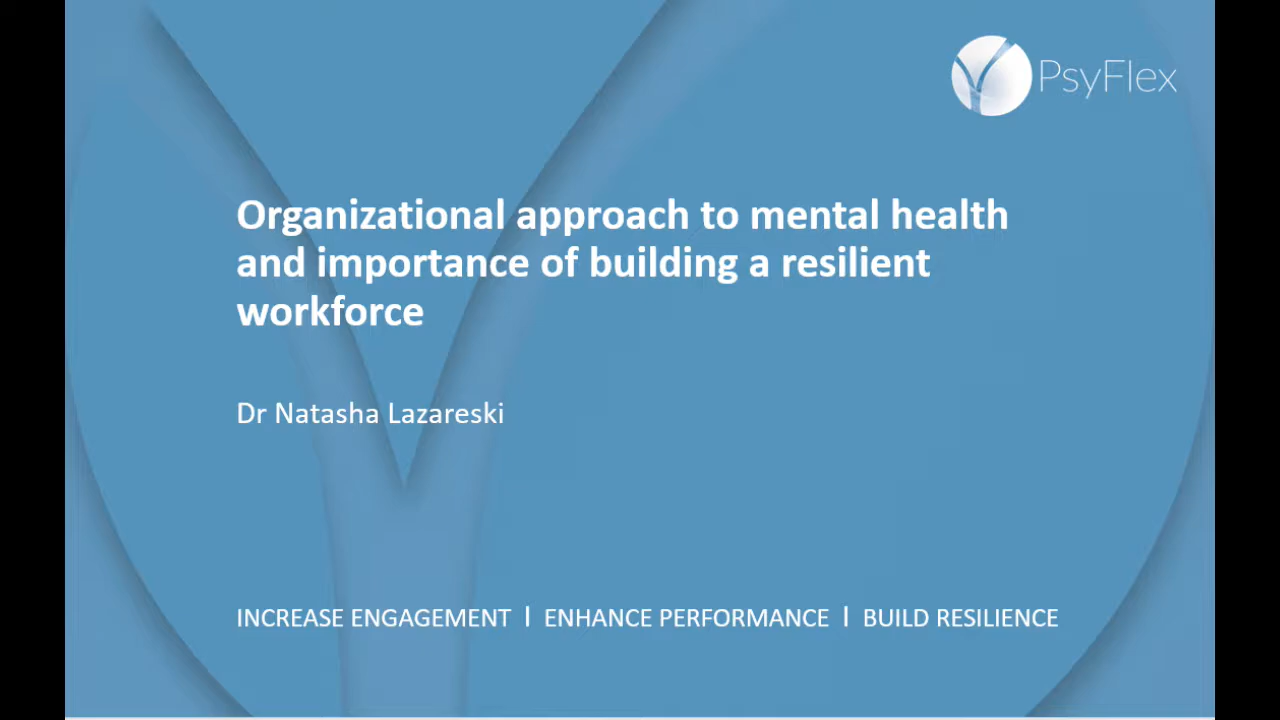 PsyFlex
Organizational approach to mental health
and importance of building a resilient
workforce
Dr Natasha Lazareski
INCREASE ENGAGEMENT | ENHANCE PERFORMANCE | BUILD RESILIENCE